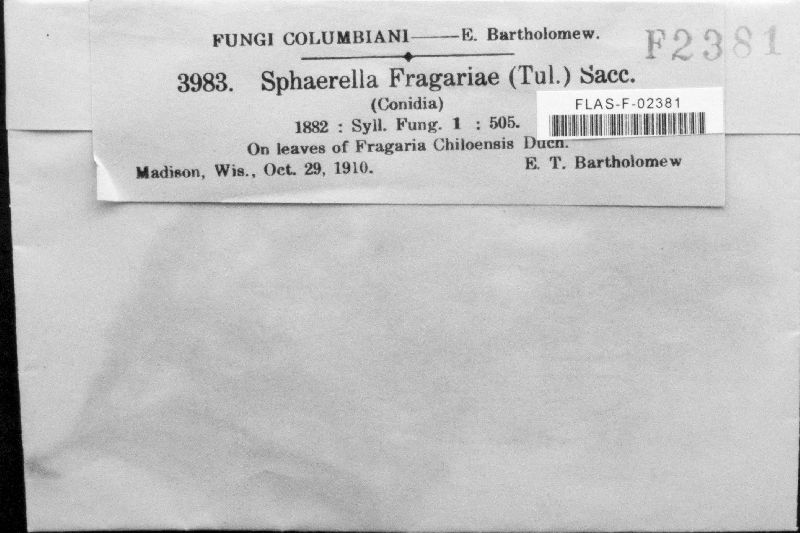 FUNGI COLUMBIANI——E. Bartholomew.
F2381
3983. Sphaerella Fragariae (Tul.) Sacc.
(Conidia)
FLAS-F-02381
1882 : Syll. Fung. 1 : 505.
On leaves of Fragaria Chiloensis Duch.
Madison, Wis., Oct. 29, 1910. E. T. Bartholomew